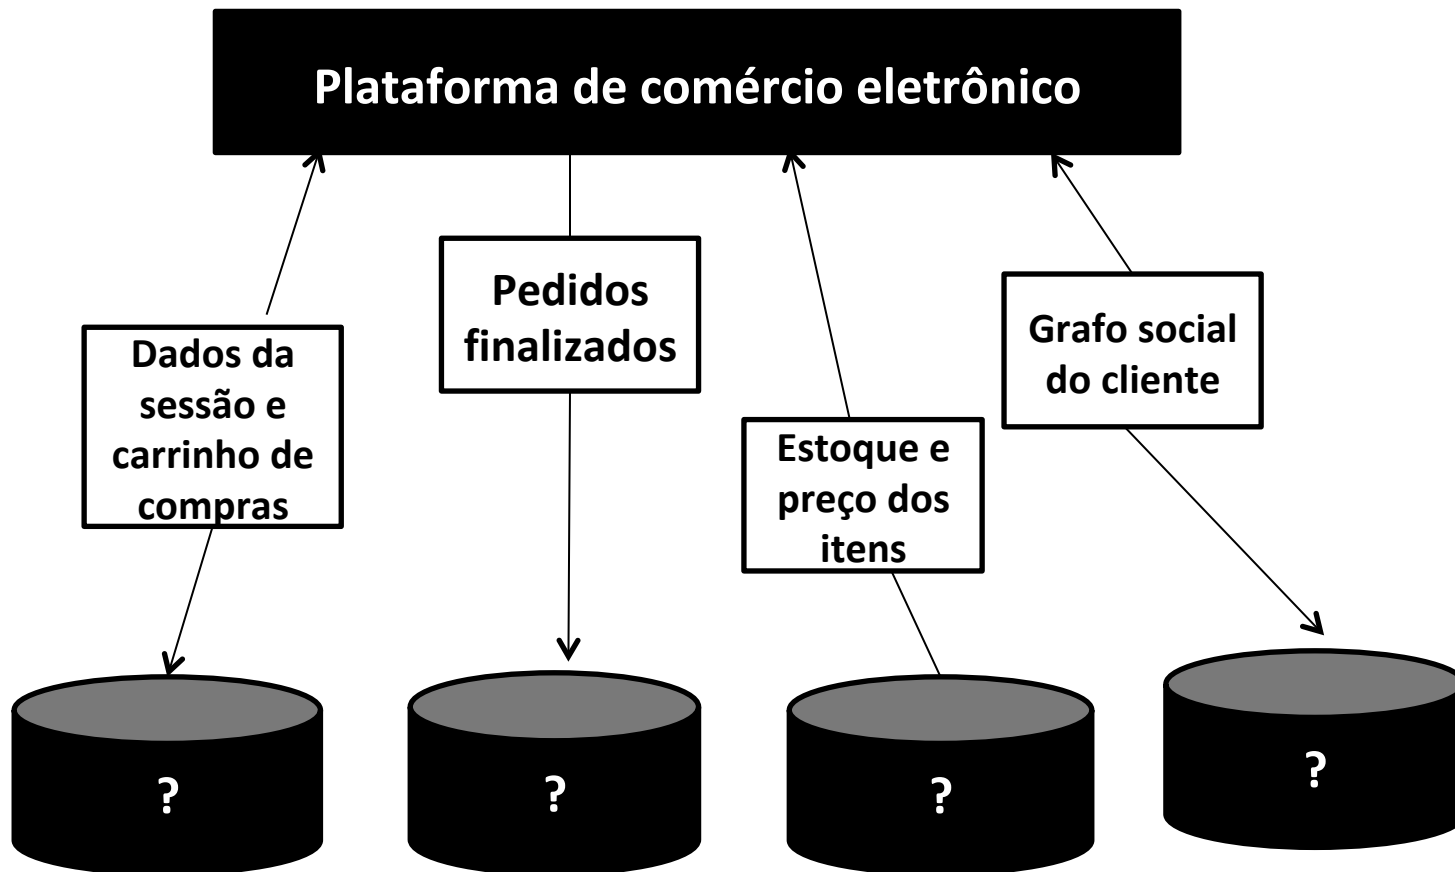 Plataforma de comércio eletrônico
Dados da
sessão e
carrinho de
compras
Pedidos
finalizados
Estoque e
preço dos
itens
Grafo social
do cliente
?
?
?
?